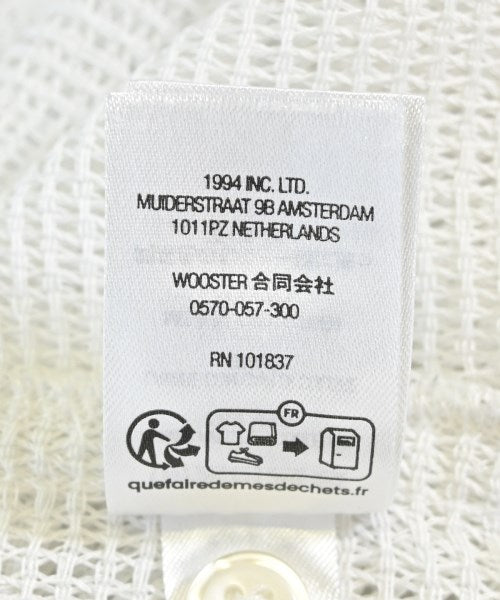 1994 INC. LTD.
MUIDERSTRAAT 9B AMSTERDAM
1011PZ NETHERLANDS
WOOSTER 合同会社
0570-057-300
RN 101837
FR
quefairedemesdechets.fr